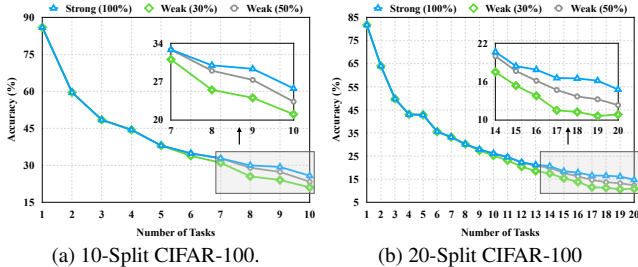 Strong (100%) Weak (30%) Weak (50%)
90
75
60
45
30
15
Accuracy (%)
34
27
20
7 8 9 10
1 2 3 4 5 6 7 8 9 10
Number of Tasks
(a) 10-Split CIFAR-100.
Strong (100%) Weak (30%) Weak (50%)
85
75
65
55
45
35
25
15
5
Accuracy (%)
22
16
10
14 15 16 17 18 19 20
1 2 3 4 5 6 7 8 9 10 11 12 13 14 15 16 17 18 19 20
Number of Tasks
(b) 20-Split CIFAR-100